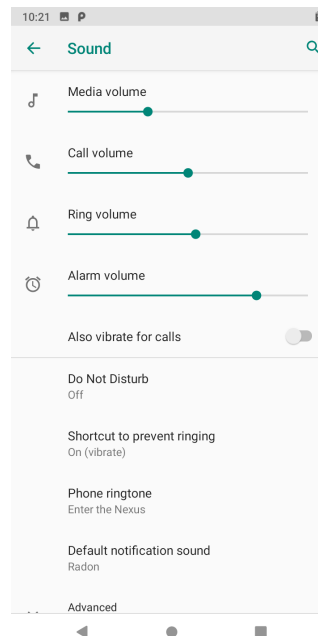 10:21
Sound
Media volume
Call volume
Ring volume
Alarm volume
Also vibrate for calls
Do Not Disturb
Off
Shortcut to prevent ringing
On (vibrate)
Phone ringtone
Enter the Nexus
Default notification sound
Radon
Advanced